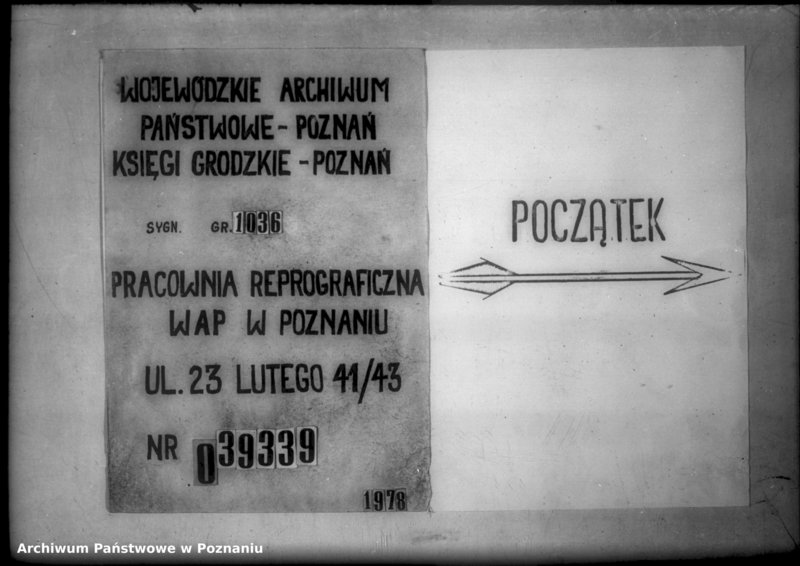 WOJEWÓDZKIE ARCHIWUM
PAŃSTWOWE - POZNAŃ
KSIĘGI GRODZKIE - POZNAŃ
SYGN. GR. 1036
PRACOWNIA REPROGRAFICZNA
WAP W POZNANIU
UL. 23 LUTEGO 41/43
NR 039339
1978
POCZĄTEK
Archiwum Państwowe w Poznaniu